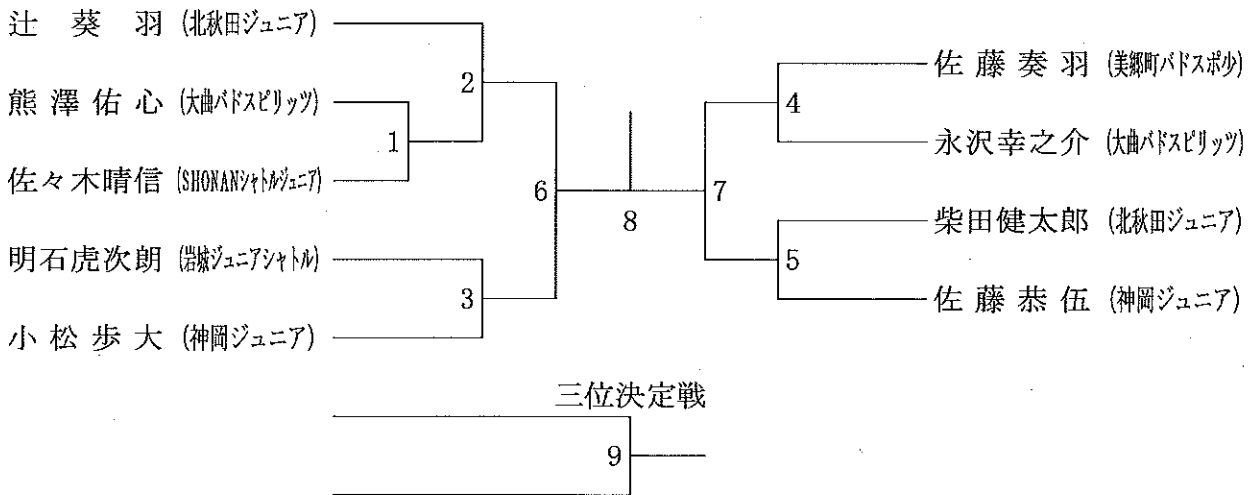 辻葵羽 (北秋田ジュニア)
熊澤佑心 (大曲バドスピリッツ)
佐々木晴信 (SHONANシャトルジュニア)
明石虎次朗 (岩城ジュニアシャトル)
小松歩大 (神岡ジュニア)
1
2
3
6
8
7
4
5
佐藤奏羽 (美郷町バドスポ少)
永沢幸之介 (大曲バドスピリッツ)
柴田健太郎 (北秋田ジュニア)
佐藤恭伍 (神岡ジュニア)
三位決定戦
9